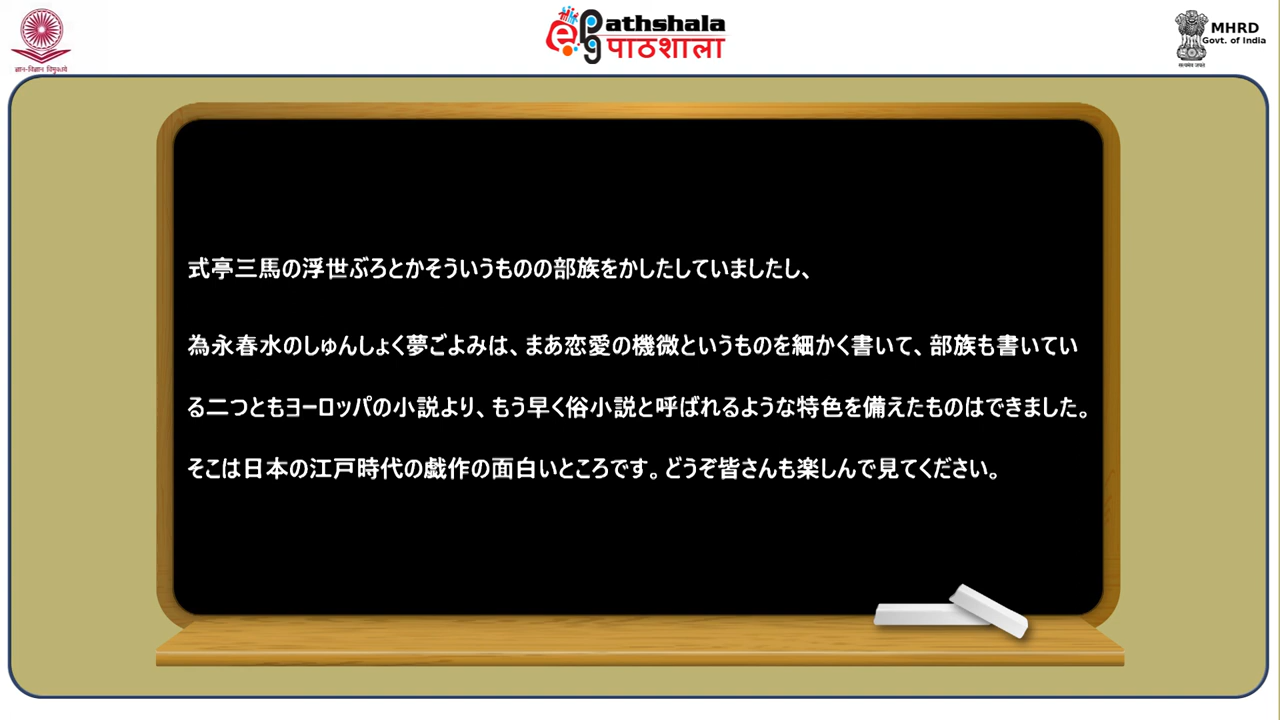 ज्ञान-विज्ञान विमुक्तये
ePG Pathshala
पाठशाला
MHRD
Govt. of India
सत्यमेव जयते
式亭三馬の浮世ぶろとかそういうものの部族をかしたしていましたし、
為永春水のしゅんしょく夢ごよみは、まあ恋愛の機微というものを細かく書いて、部族も書いてい
る二つともヨーロッパの小説より、もう早く俗小説と呼ばれるような特色を備えたものはできました。
そこは日本の江戸時代の戯作の面白いところです。どうぞ皆さんも楽しんで見てください。